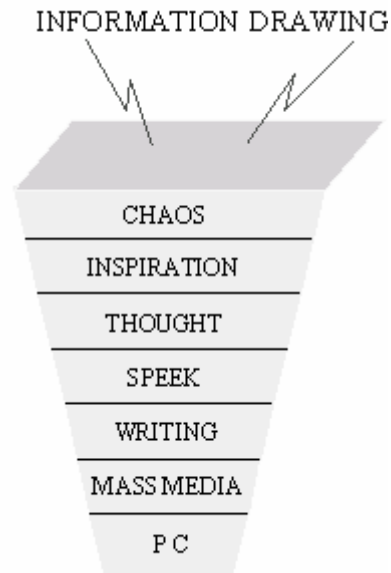 INFORMATION DRAWING
CHAOS
INSPIRATION
THOUGHT
SPEEK
WRITING
MASS MEDIA
P C